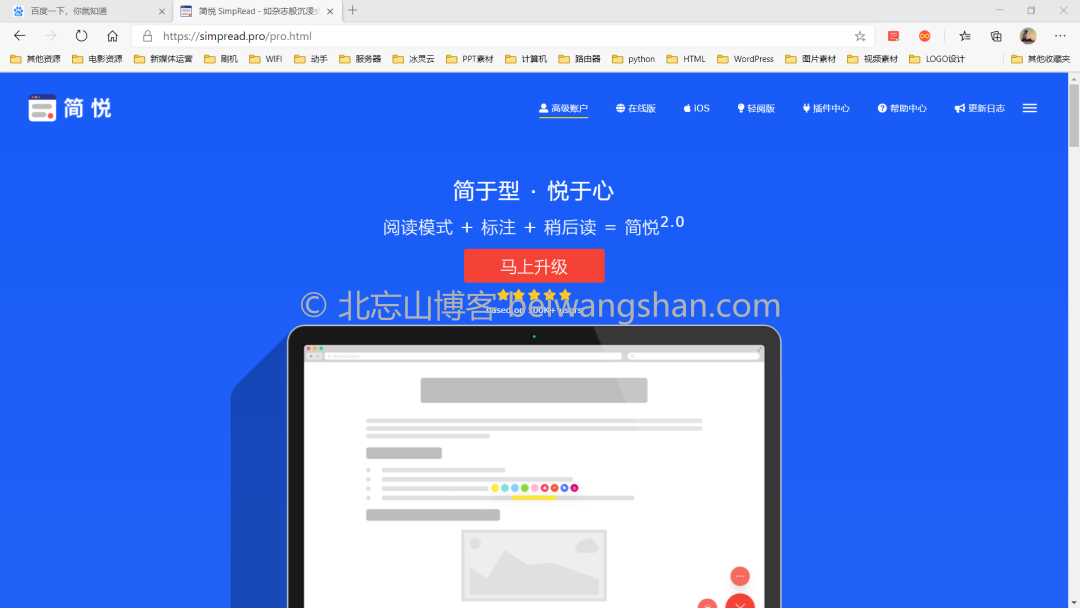 百度一下，你就知道
简悦 SimpRead - 如杂志般沉浸式
https://simpread.pro/pro.html
其他资源 电影资源 新媒体运营 刷机 WIFI 动手 服务器 冰灵云 PPT素材 计算机 路由器 python HTML WordPress 图片素材 视频素材 LOGO设计 其他收藏夹
简悦
高级账户 在线版 iOS 轻阅版 插件中心 帮助中心 更新日志
简于型 · 悦于心
阅读模式 + 标注 + 稍后读 = 简悦2.0
马上升级
© 北忘山博客 beiwangshan.com
based on 100K+ users